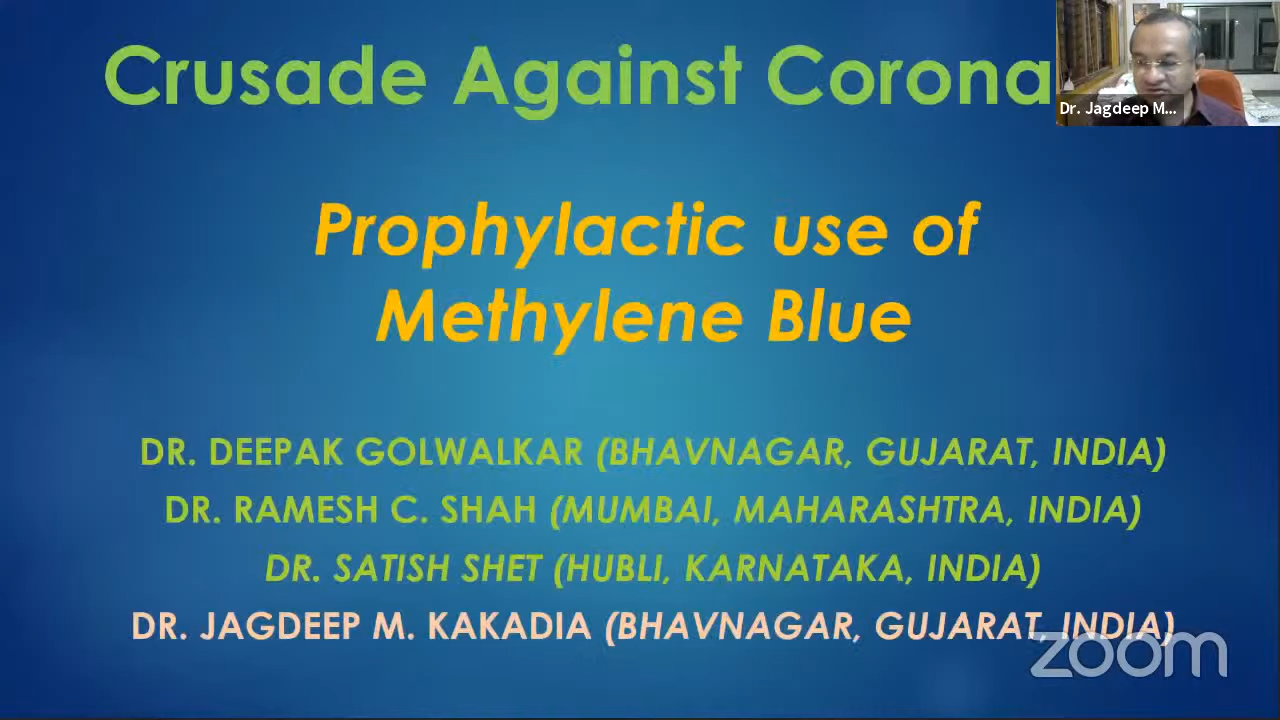 Crusade Against Corona
Dr. Jagdeep M...
Prophylactic use of
Methylene Blue
DR. DEEPAK GOLWALKAR (BHAVNAGAR, GUJARAT, INDIA)
DR. RAMESH C. SHAH (MUMBAI, MAHARASHTRA, INDIA)
DR. SATISH SHET (HUBLI, KARNATAKA, INDIA)
DR. JAGDEEP M. KAKADIA (BHAVNAGAR, GUJARAT, INDIA)
zoom